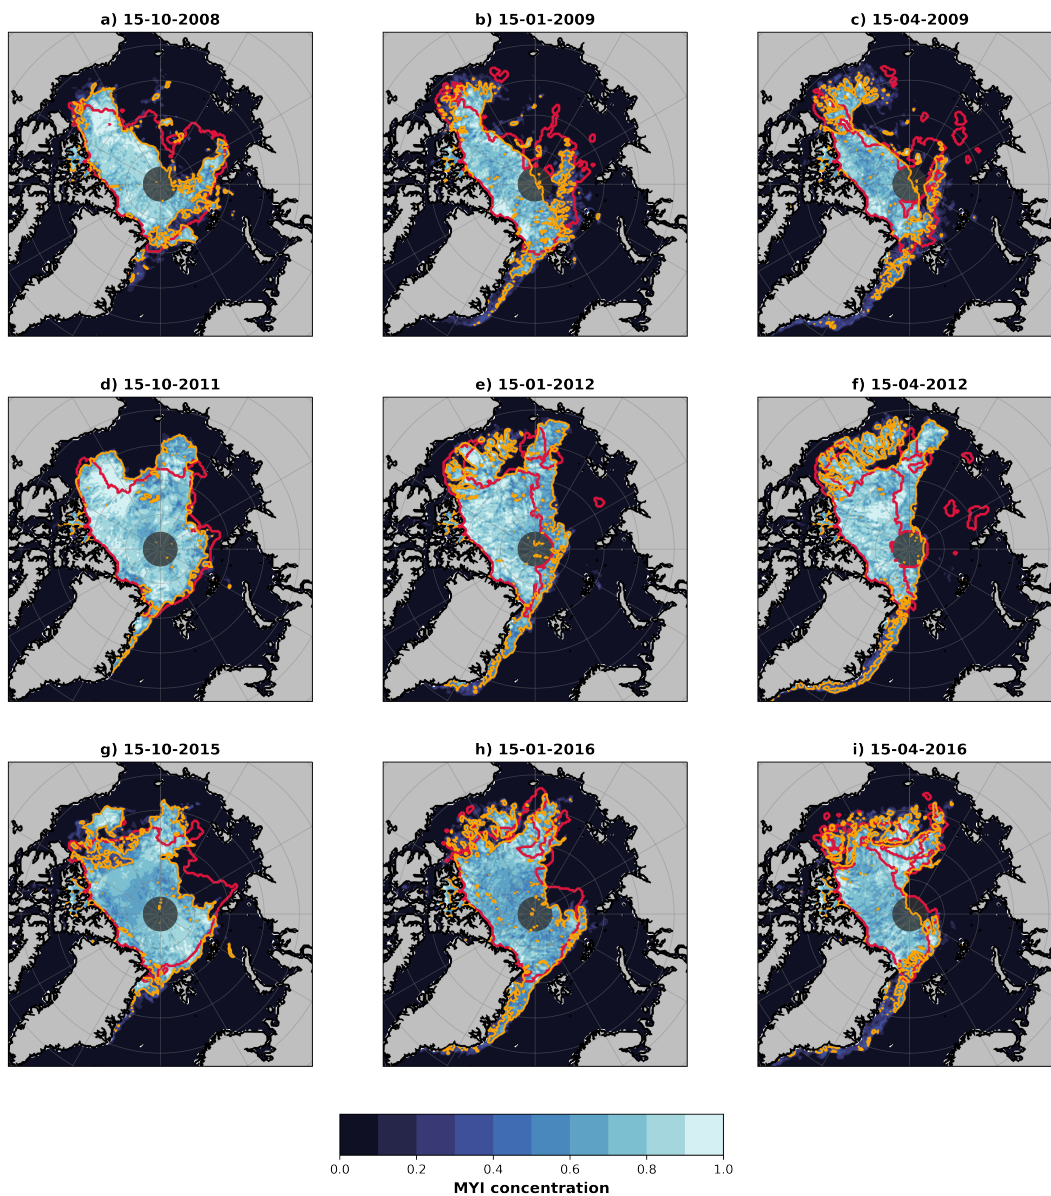 a) 15-10-2008
b) 15-01-2009
c) 15-04-2009
d) 15-10-2011
e) 15-01-2012
f) 15-04-2012
g) 15-10-2015
h) 15-01-2016
i) 15-04-2016
0.0 0.2 0.4 0.6 0.8 1.0
MYI concentration